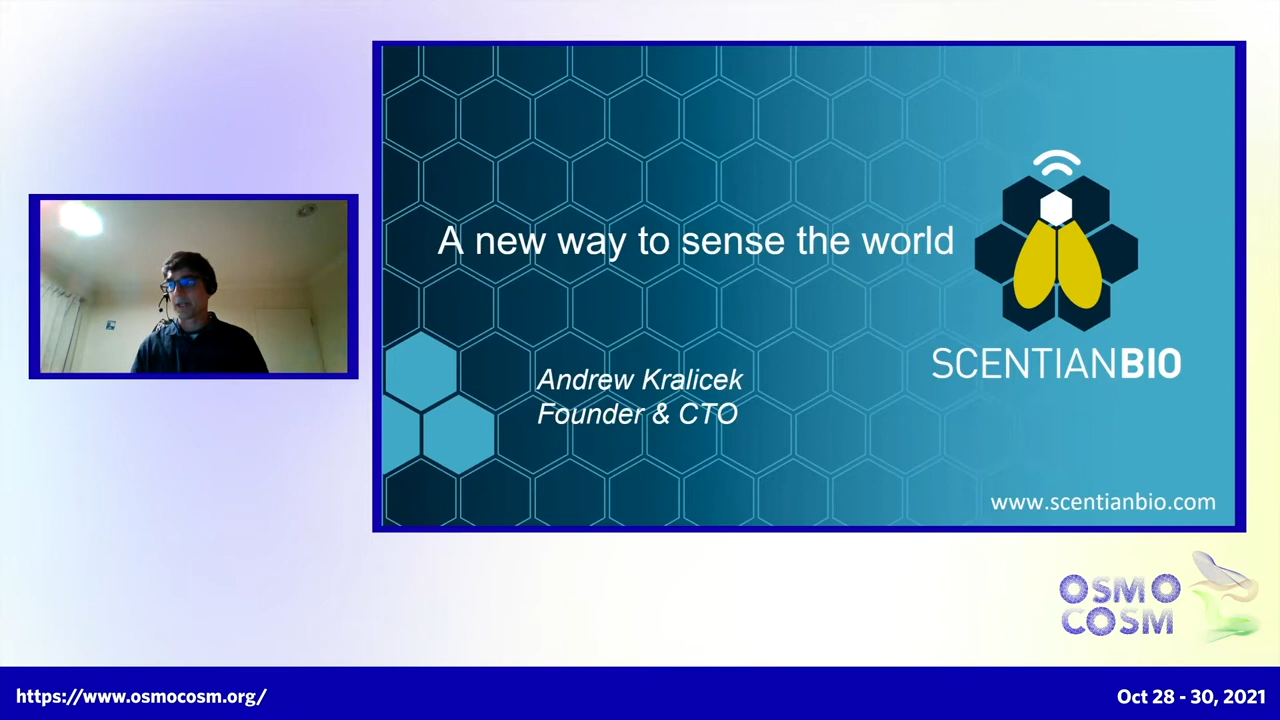 A new way to sense the world
SCENTIANBIO
Andrew Kralicek
Founder & CTO
www.scentianbio.com
OSMO
COSM
https://www.osmocosm.org/
Oct 28 - 30, 2021